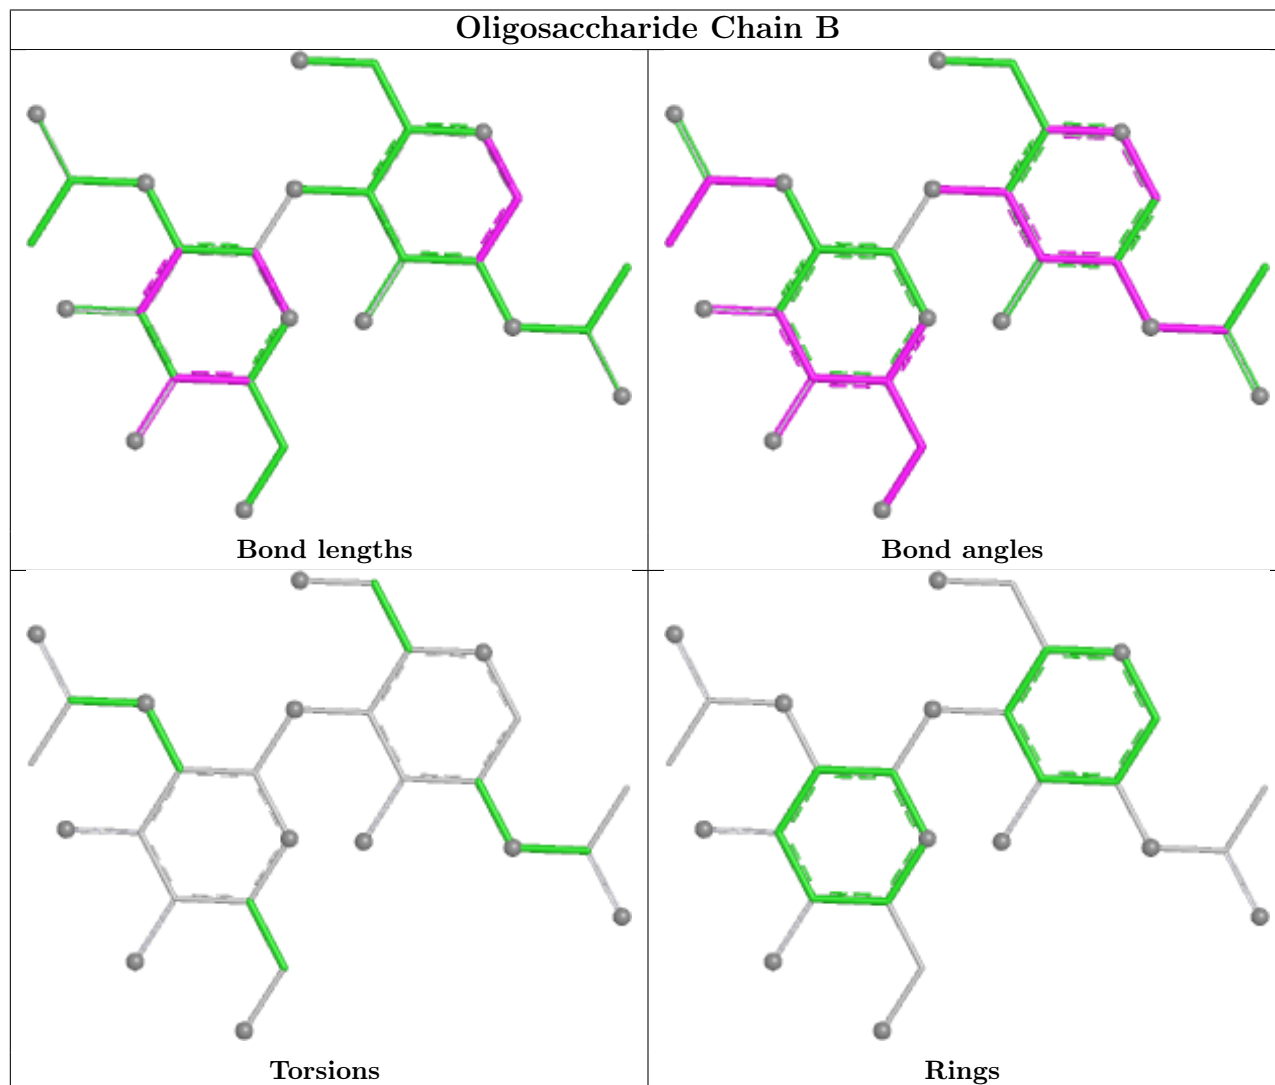 Oligosaccharide Chain B
Bond lengths
Bond angles
Torsions
Rings